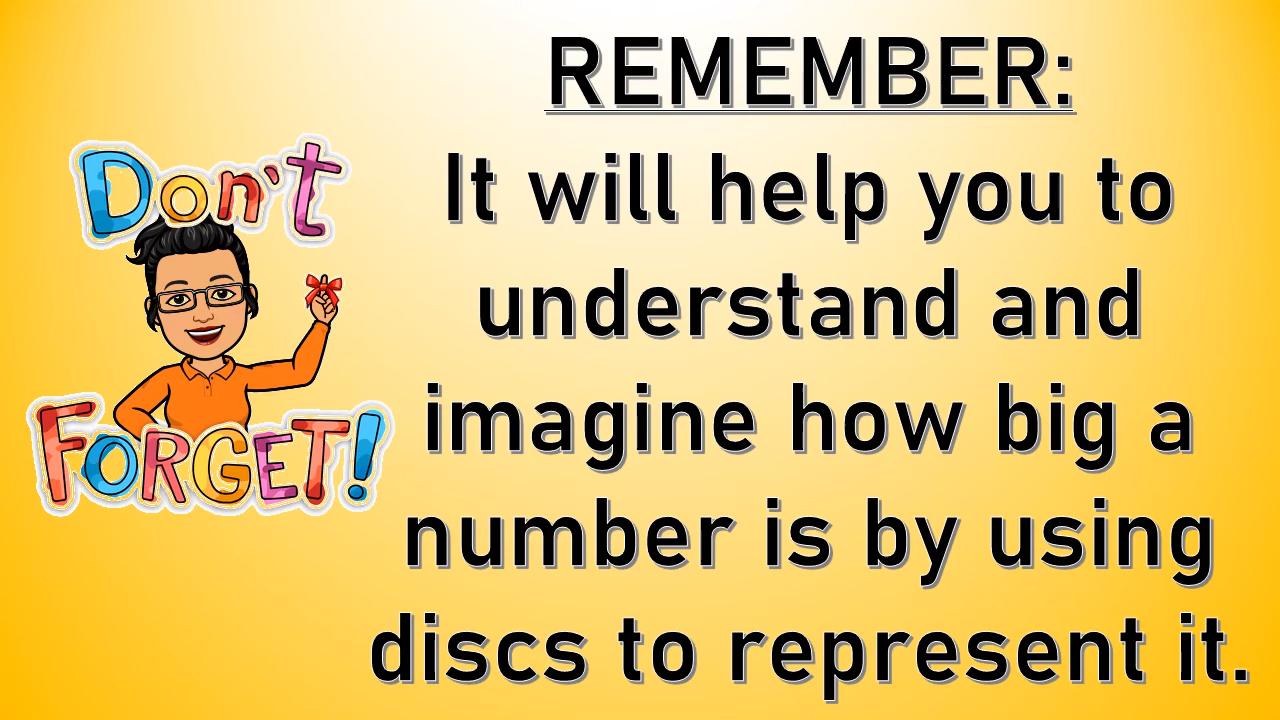 Don't
FORGET!
REMEMBER:
It will help you to
understand and
imagine how big a
number is by using
discs to represent it.